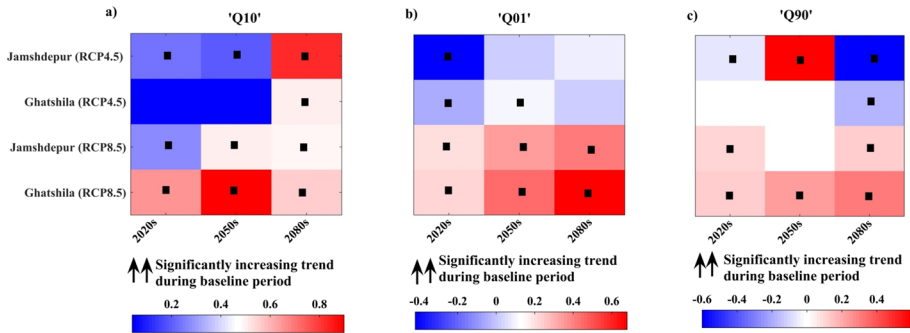 a)
'Q10'
b)
'Q01'
c)
'Q90'
Jamshdepur (RCP4.5)
Ghatshila (RCP4.5)
Jamshdepur (RCP8.5)
Ghatshila (RCP8.5)
2020s
2050s
2080s
2020s
2050s
2080s
2020s
2050s
2080s
Significantly increasing trend
during baseline period
Significantly increasing trend
during baseline period
Significantly increasing trend
during baseline period
0.2 0.4 0.6 0.8
-0.4 -0.2 0 0.2 0.4 0.6
-0.6 -0.4 -0.2 0 0.2 0.4